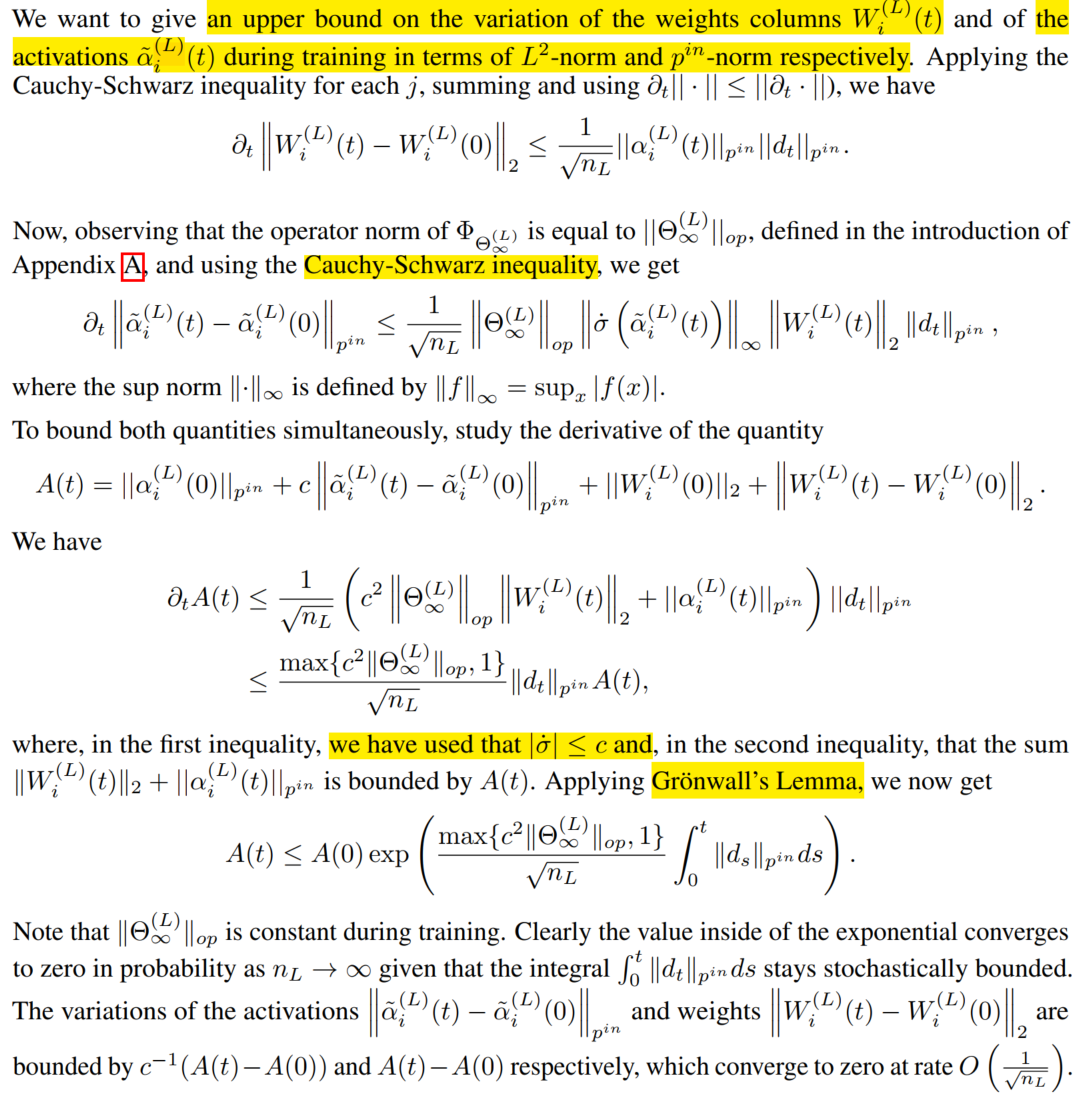 We want to give an upper bound on the variation of the weights columns $W_i^{(L)}(t)$ and of the
activations $\tilde{\alpha}_i^{(L)}(t)$ during training in terms of $L^2$-norm and $p^{in}$-norm respectively. Applying the
Cauchy-Schwarz inequality for each $j$, summing and using $\partial_t||\cdot|| \leq ||\partial_t \cdot||$), we have
$\partial_t \left\| W_i^{(L)}(t) - W_i^{(L)}(0) \right\|_2 \leq \frac{1}{\sqrt{n_L}} ||\alpha_i^{(L)}(t)||_{p^{in}} ||d_t||_{p^{in}}.$
Now, observing that the operator norm of $\Phi_{\Theta_\infty^{(L)}}$ is equal to $||\Theta_\infty^{(L)}||_{op}$, defined in the introduction of
Appendix A, and using the Cauchy-Schwarz inequality, we get
$\partial_t \left\| \tilde{\alpha}_i^{(L)}(t) - \tilde{\alpha}_i^{(L)}(0) \right\|_{p^{in}} \leq \frac{1}{\sqrt{n_L}} \left\| \Theta_\infty^{(L)} \right\|_{op} \left\| \dot{\sigma}\left( \tilde{\alpha}_i^{(L)}(t) \right) \right\|_\infty \left\| W_i^{(L)}(t) \right\|_2 \|d_t\|_{p^{in}},$
where the sup norm $\|\cdot\|_\infty$ is defined by $\|f\|_\infty = \sup_x |f(x)|$.
To bound both quantities simultaneously, study the derivative of the quantity
$A(t) = ||\alpha_i^{(L)}(0)||_{p^{in}} + c \left\| \tilde{\alpha}_i^{(L)}(t) - \tilde{\alpha}_i^{(L)}(0) \right\|_{p^{in}} + ||W_i^{(L)}(0)||_2 + \left\| W_i^{(L)}(t) - W_i^{(L)}(0) \right\|_2.$
We have
$\partial_t A(t) \leq \frac{1}{\sqrt{n_L}} \left( c^2 \left\| \Theta_\infty^{(L)} \right\|_{op} \left\| W_i^{(L)}(t) \right\|_2 + ||\alpha_i^{(L)}(t)||_{p^{in}} \right) ||d_t||_{p^{in}}$
$\leq \frac{\max\{c^2 \|\Theta_\infty^{(L)}\|_{op}, 1\}}{\sqrt{n_L}} \|d_t\|_{p^{in}} A(t),$
where, in the first inequality, we have used that $|\dot{\sigma}| \leq c$ and, in the second inequality, that the sum
$\|W_i^{(L)}(t)\|_2 + ||\alpha_i^{(L)}(t)||_{p^{in}}$ is bounded by $A(t)$. Applying Grönwall's Lemma, we now get
$A(t) \leq A(0) \exp \left( \frac{\max\{c^2 \|\Theta_\infty^{(L)}\|_{op}, 1\}}{\sqrt{n_L}} \int_0^t \|d_s\|_{p^{in}} ds \right).$
Note that $\|\Theta_\infty^{(L)}\|_{op}$ is constant during training. Clearly the value inside of the exponential converges
to zero in probability as $n_L \to \infty$ given that the integral $\int_0^t \|d_t\|_{p^{in}} ds$ stays stochastically bounded.
The variations of the activations $\left\| \tilde{\alpha}_i^{(L)}(t) - \tilde{\alpha}_i^{(L)}(0) \right\|_{p^{in}}$ and weights $\left\| W_i^{(L)}(t) - W_i^{(L)}(0) \right\|_2$ are
bounded by $c^{-1}(A(t) - A(0))$ and $A(t) - A(0)$ respectively, which converge to zero at rate $O\left( \frac{1}{\sqrt{n_L}} \right)$.